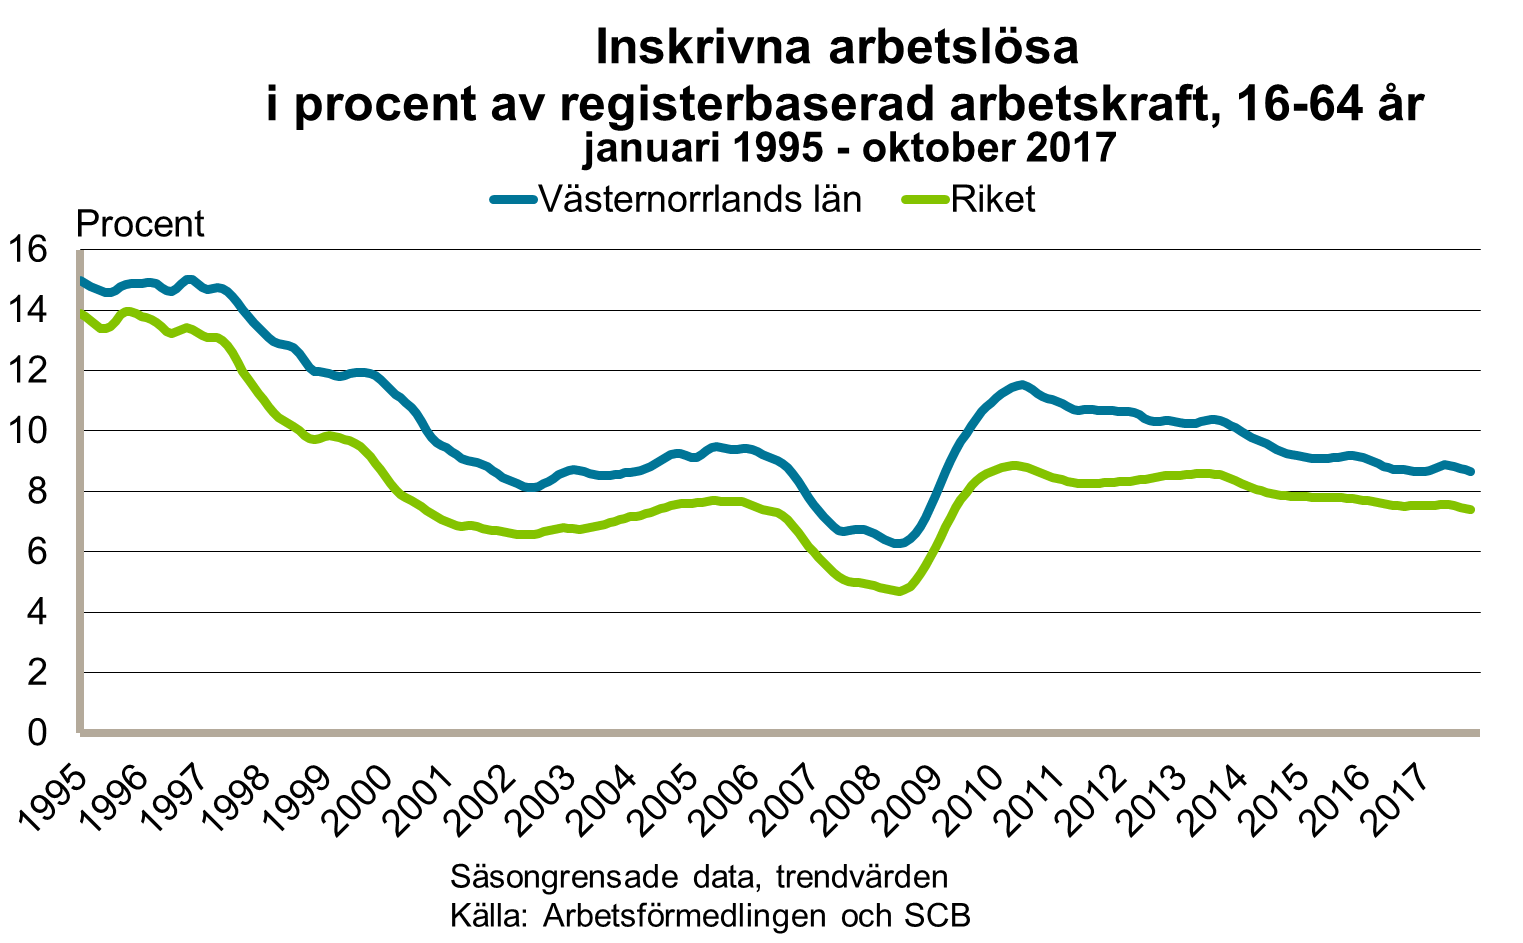 Inskrivna arbetslösa
i procent av registerbaserad arbetskraft, 16-64 år
januari 1995 - oktober 2017
Västernorrlands län Riket
Procent
16
14
12
10
8
6
4
2
0
1995 1996 1997 1998 1999 2000 2001 2002 2003 2004 2005 2006 2007 2008 2009 2010 2011 2012 2013 2014 2015 2016 2017
Säsongrensade data, trendvärden
Källa: Arbetsförmedlingen och SCB